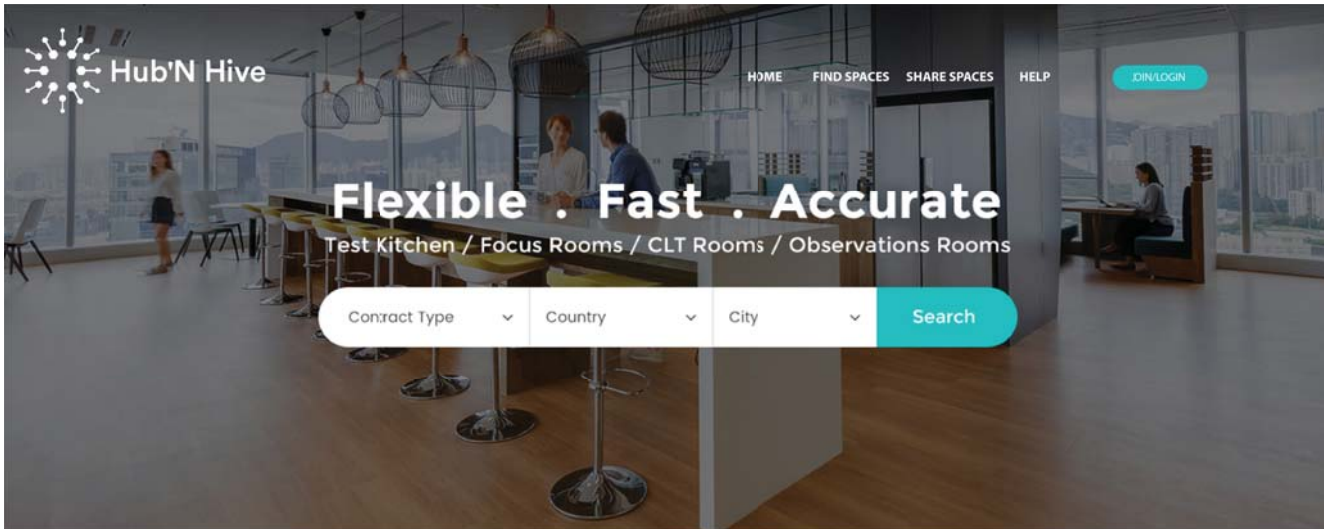 Hub'N Hive
HOME FIND SPACES SHARE SPACES HELP JOIN/LOGIN
Flexible . Fast . Accurate
Test Kitchen / Focus Rooms / CLT Rooms / Observations Rooms
Contract Type Country City Search